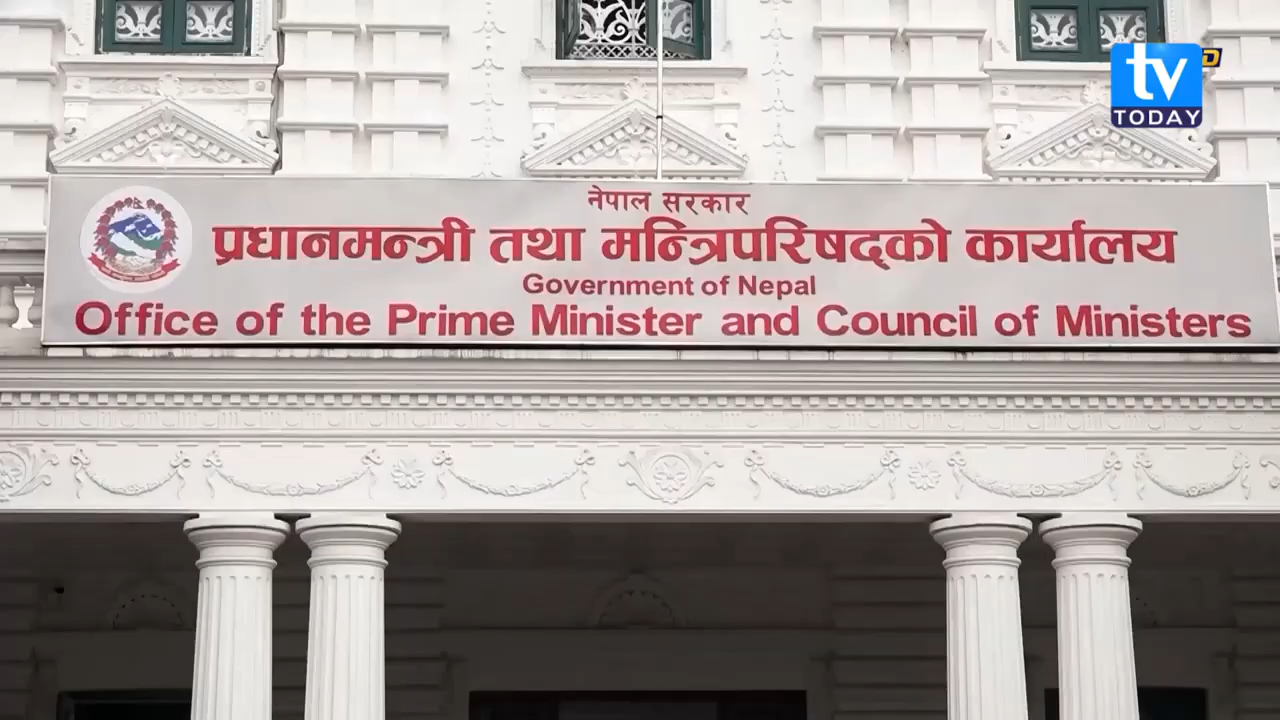 tv
TODAY
नेपाल सरकार
प्रधानमन्त्री तथा मन्त्रिपरिषद्को कार्यालय
Government of Nepal
Office of the Prime Minister and Council of Ministers